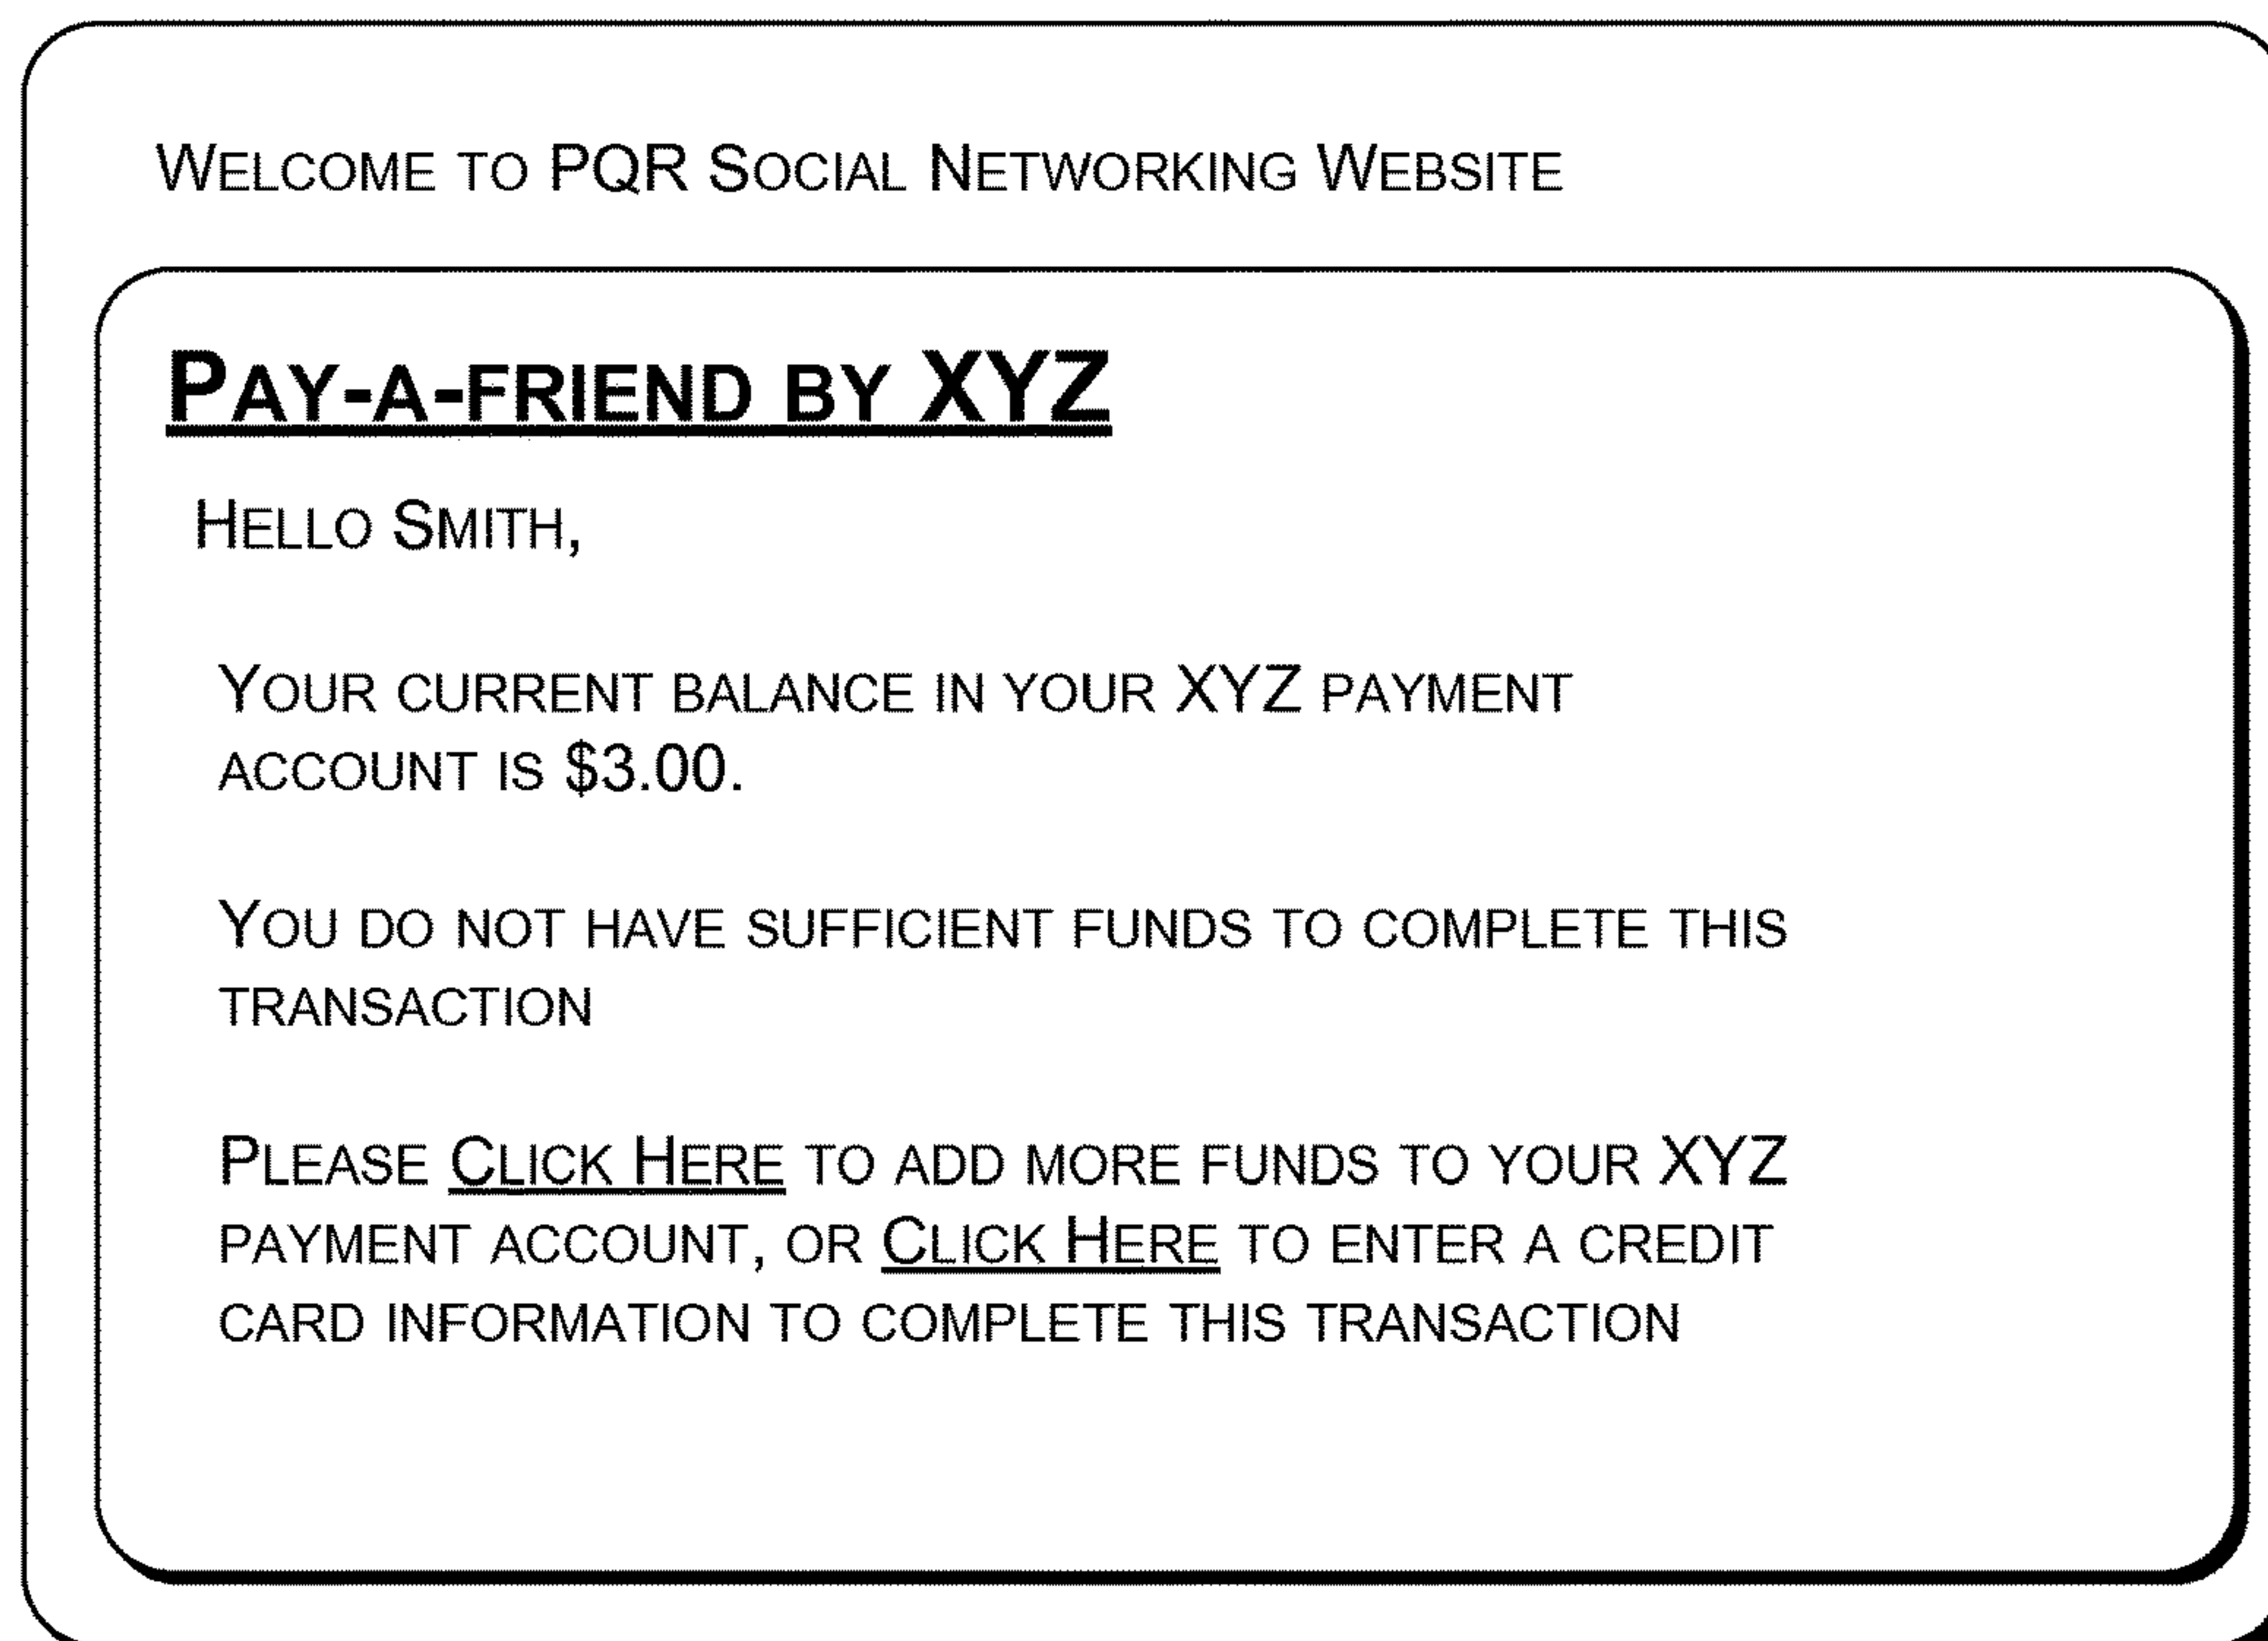 WELCOME TO PQR SOCIAL NETWORKING WEBSITE
PAY-A-FRIEND BY XYZ
HELLO SMITH,
YOUR CURRENT BALANCE IN YOUR XYZ PAYMENT
ACCOUNT IS $3.00.
YOU DO NOT HAVE SUFFICIENT FUNDS TO COMPLETE THIS
TRANSACTION
PLEASE CLICK HERE TO ADD MORE FUNDS TO YOUR XYZ
PAYMENT ACCOUNT, OR CLICK HERE TO ENTER A CREDIT
CARD INFORMATION TO COMPLETE THIS TRANSACTION